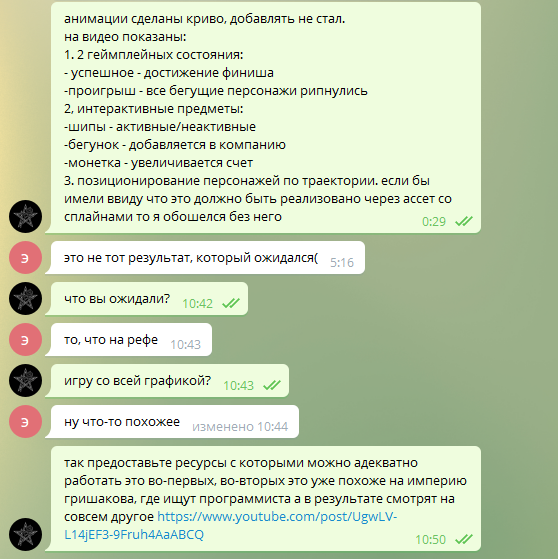 анимации сделаны криво, добавлять не стал.
на видео показаны:
1. 2 геймплейных состояния:
- успешное - достижение финиша
-проигрыш - все бегущие персонажи рипнулись
2, интерактивные предметы:
-шипы - активные/неактивные
-бегунок - добавляется в компанию
-монетка - увеличивается счет
3. позиционирование персонажей по траектории. если бы
имели ввиду что это должно быть реализовано через ассет со
сплайнами то я обошелся без него
0:29
Э
это не тот результат, который ожидался(
5:16
что вы ожидали?
10:42
Э
то, что на рефе
10:43
игру со всей графикой?
10:43
Э
ну что-то похожее
изменено 10:44
так предоставьте ресурсы с которыми можно адекватно
работать это во-первых, во-вторых это уже похоже на империю
гришакова, где ищут программиста а в результате смотрят на
совсем другое https://www.youtube.com/post/UgwLV-
L14jEF3-9Fruh4AaABCQ
10:50